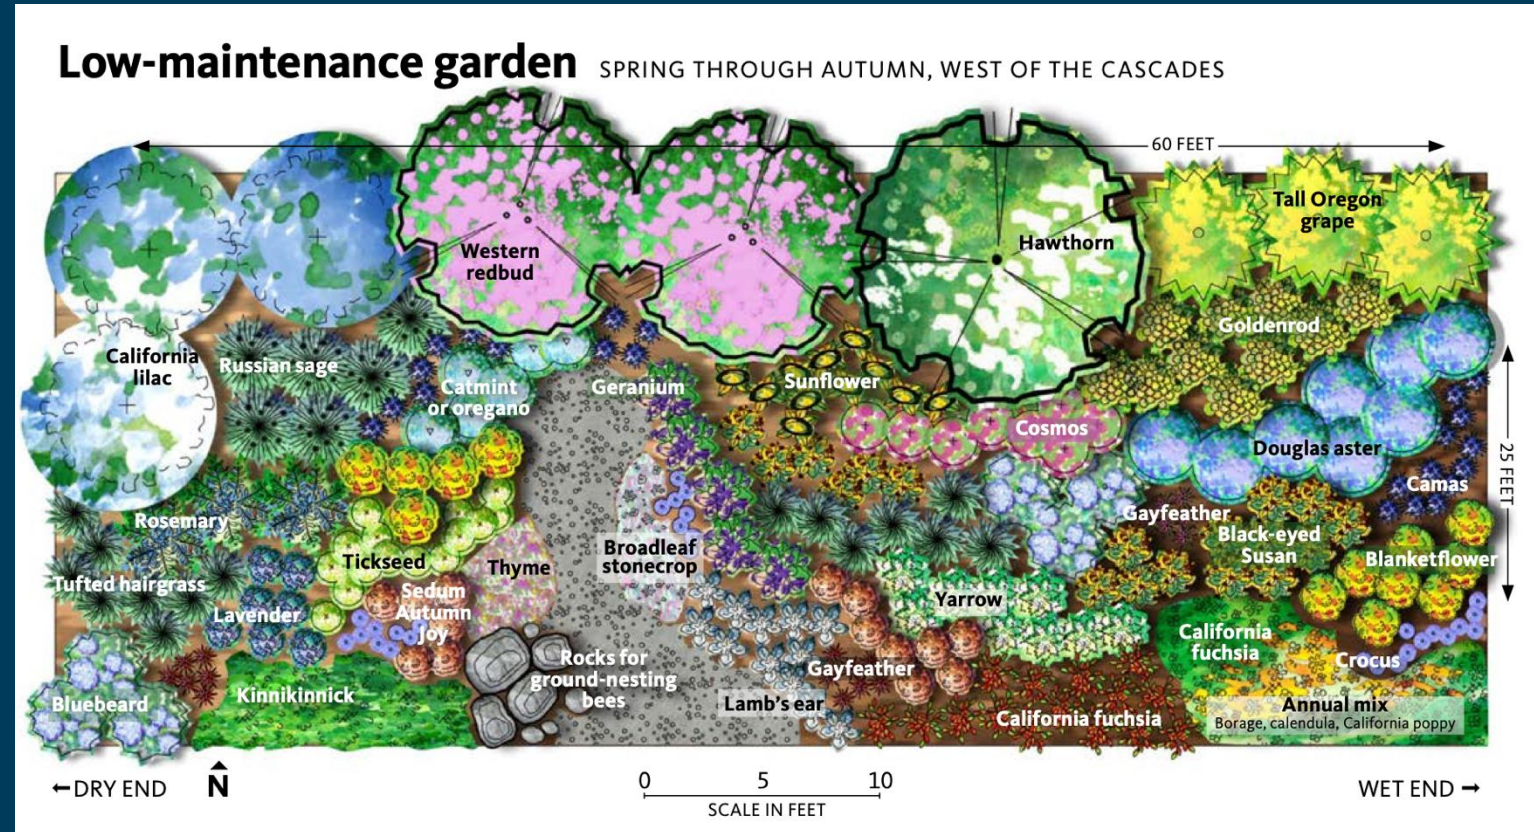 Low-maintenance garden SPRING THROUGH AUTUMN, WEST OF THE CASCADES
60 FEET
Tall Oregon
grape
Western
redbud
Hawthorn
Goldenrod
California
lilac
Russian sage
Catmint
or oregano
Geranium
Sunflower
Cosmos
Douglas aster
25 FEET
Camas
Rosemary
Gayfeather
Black-eyed
Susan
Blanketflower
Tufted hairgrass
Tickseed
Thyme
Broadleaf
stonecrop
Lavender
Sedum
Autumn
Joy
Yarrow
California
fuchsia
Crocus
Bluebeard
Kinnikinnick
Rocks for
ground-nesting
bees
Gayfeather
Lamb's ear
California fuchsia
Annual mix
Borage, calendula, California poppy
←DRY END
N
0 5 10
SCALE IN FEET
WET END →